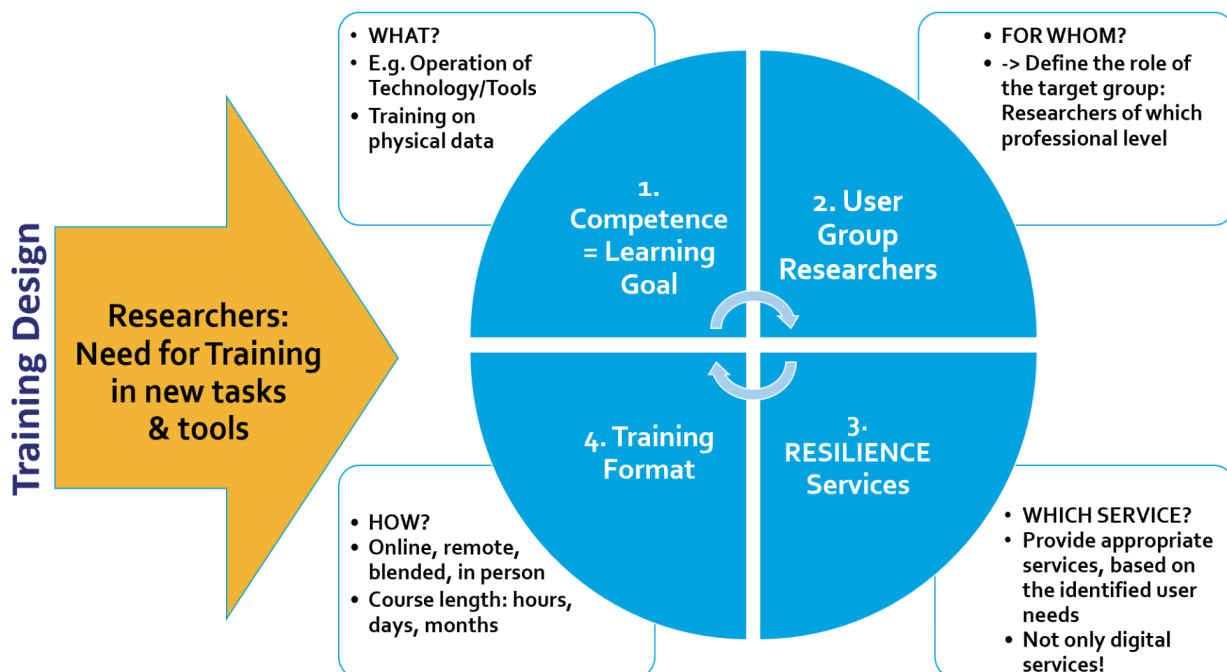 Training Design
Researchers:
Need for Training
in new tasks
& tools
• WHAT?
• E.g. Operation of
Technology/Tools
• Training on
physical data
1.
Competence
= Learning
Goal
• FOR WHOM?
• -> Define the role of
the target group:
Researchers of which
professional level
2. User
Group
Researchers
3.
RESILIENCE
Services
• WHICH SERVICE?
• Provide appropriate
services, based on
the identified user
needs
• Not only digital
services!
4. Training
Format
• HOW?
• Online, remote,
blended, in person
• Course length: hours,
days, months